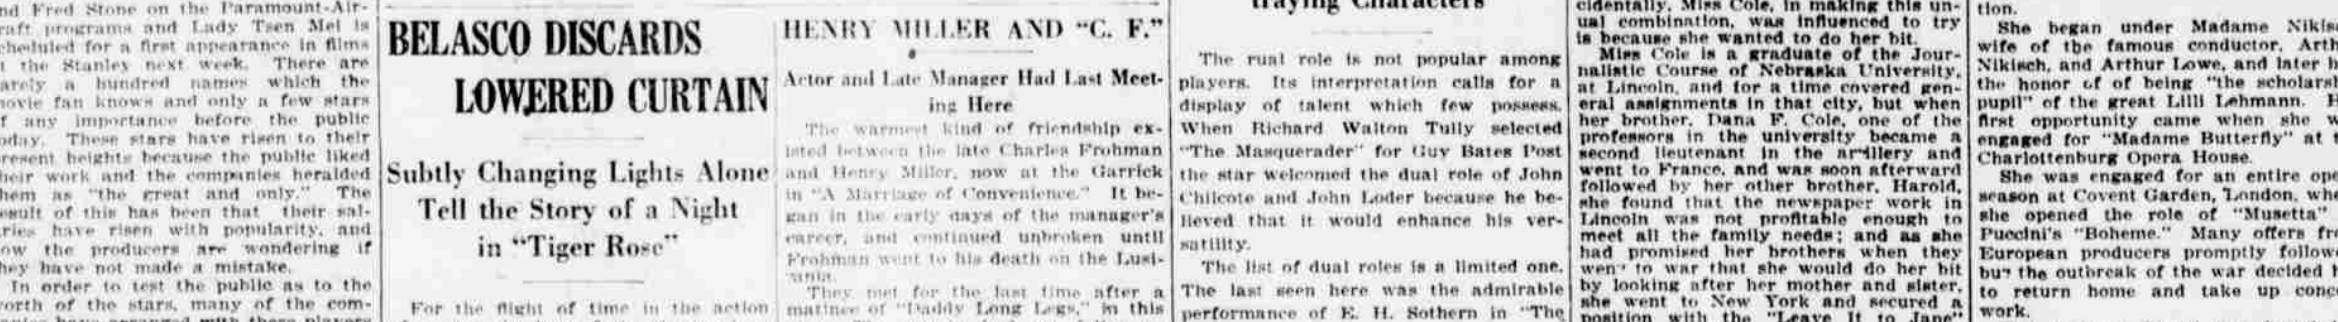 nd Fred Stone on the Paramount-Air-
raft programs and Lady Tsen Mei is
cheduled for a first appearance in films
t the Stanley next week. There are
arely a hundred names which the
ovie fan knows and only a few stars
f any importance before the public
oday. These stars have risen to their
resent heights because the public liked
heir work and the companies heralded
hem as "the great and only." The
esult of this has been that their sal-
ries have risen with popularity, and
ow the producers are wondering if
hey have not made a mistake.
In order to test the public as to the
orth of the stars, many of the com-
BELASCO DISCARDS
LOWERED CURTAIN
Subtly Changing Lights Alone
Tell the Story of a Night
in "Tiger Rose"
For the flight of time in the action
HENRY MILLER AND "C. F."
Actor and Late Manager Had Last Meet-
ing Here
The warmest kind of friendship ex-
isted between the late Charles Frohman
and Henry Miller, now at the Garrick
in "A Marriage of Convenience." It be-
gan in the early days of the manager's
career, and continued unbroken until
Frohman went to his death on the Lusi-
tania.
They met for the last time after a
matinee of "Daddy Long Legs," in this
traying Characters
The rual role is not popular among
players. Its interpretation calls for a
display of talent which few possess.
When Richard Walton Tully selected
"The Masquerader" for Guy Bates Post
the star welcomed the dual role of John
Chilcote and John Loder because he be-
lieved that it would enhance his ver-
satility.
The list of dual roles is a limited one.
The last seen here was the admirable
performance of E. H. Sothern in "The
cidentally, Miss Cole, in making this un-
ual combination, was influenced to try
is because she wanted to do her bit.
Miss Cole is a graduate of the Jour-
nalistic Course of Nebraska University,
at Lincoln, and for a time covered gen-
eral assignments in that city, but when
her brother, Dana F. Cole, one of the
professors in the university became a
second lieutenant in the artillery and
went to France, and was soon afterward
followed by her other brother, Harold,
she found that the newspaper work in
Lincoln was not profitable enough to
meet all the family needs; and as she
had promised her brothers when they
went to war that she would do her bit
by looking after her mother and sister,
she went to New York and secured a
position with the "Leave It to Jane"
tion.
She began under Madame Nikisc
wife of the famous conductor, Arth
Nikisch, and Arthur Lowe, and later h
the honor of of being "the scholarsh
pupil" of the great Lilli Lehmann. H
first opportunity came when she w
engaged for "Madame Butterfly" at t
Charlottenburg Opera House.
She was engaged for an entire ope
season at Covent Garden, London, whe
she opened the role of "Musetta"
Puccini's "Boheme." Many offers fro
European producers promptly followe
but the outbreak of the war decided h
to return home and take up conc
work.